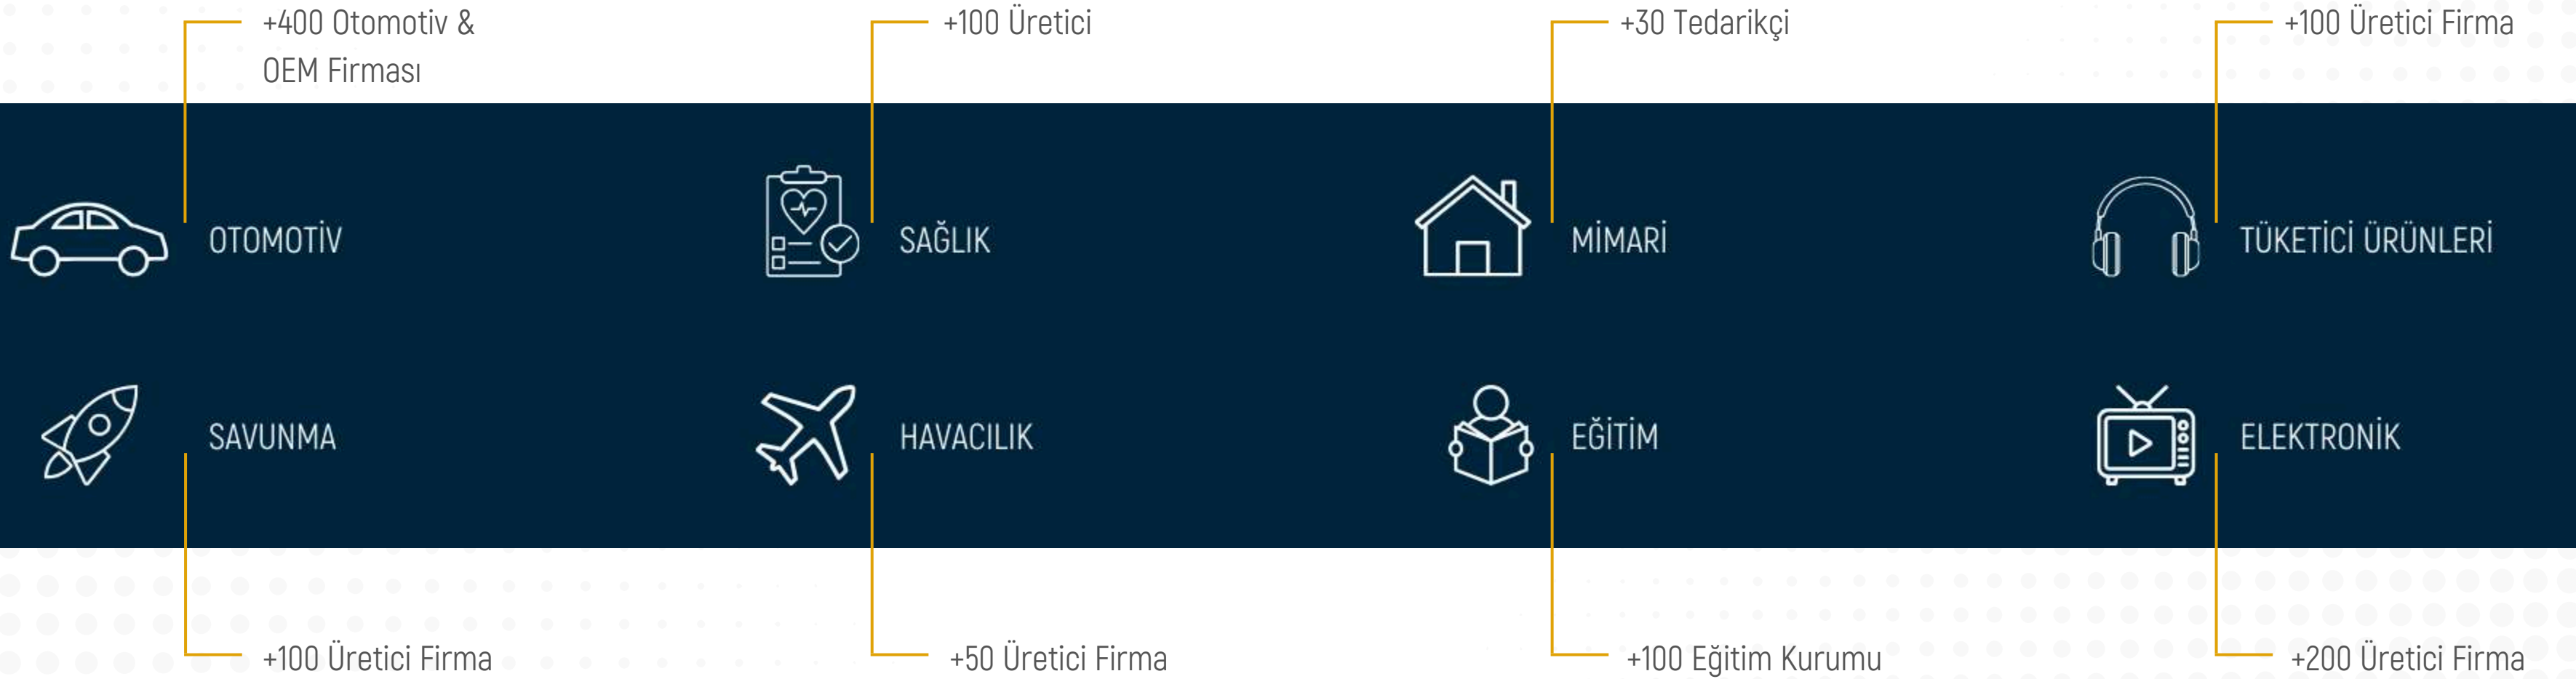 +400 Otomotiv &
OEM Firması
+100 Üretici
+30 Tedarikçi
+100 Üretici Firma
OTOMOTİV
SAĞLIK
MİMARİ
TÜKETİCİ ÜRÜNLERİ
SAVUNMA
HAVACILIK
EĞİTİM
ELEKTRONİK
+100 Üretici Firma
+50 Üretici Firma
+100 Eğitim Kurumu
+200 Üretici Firma